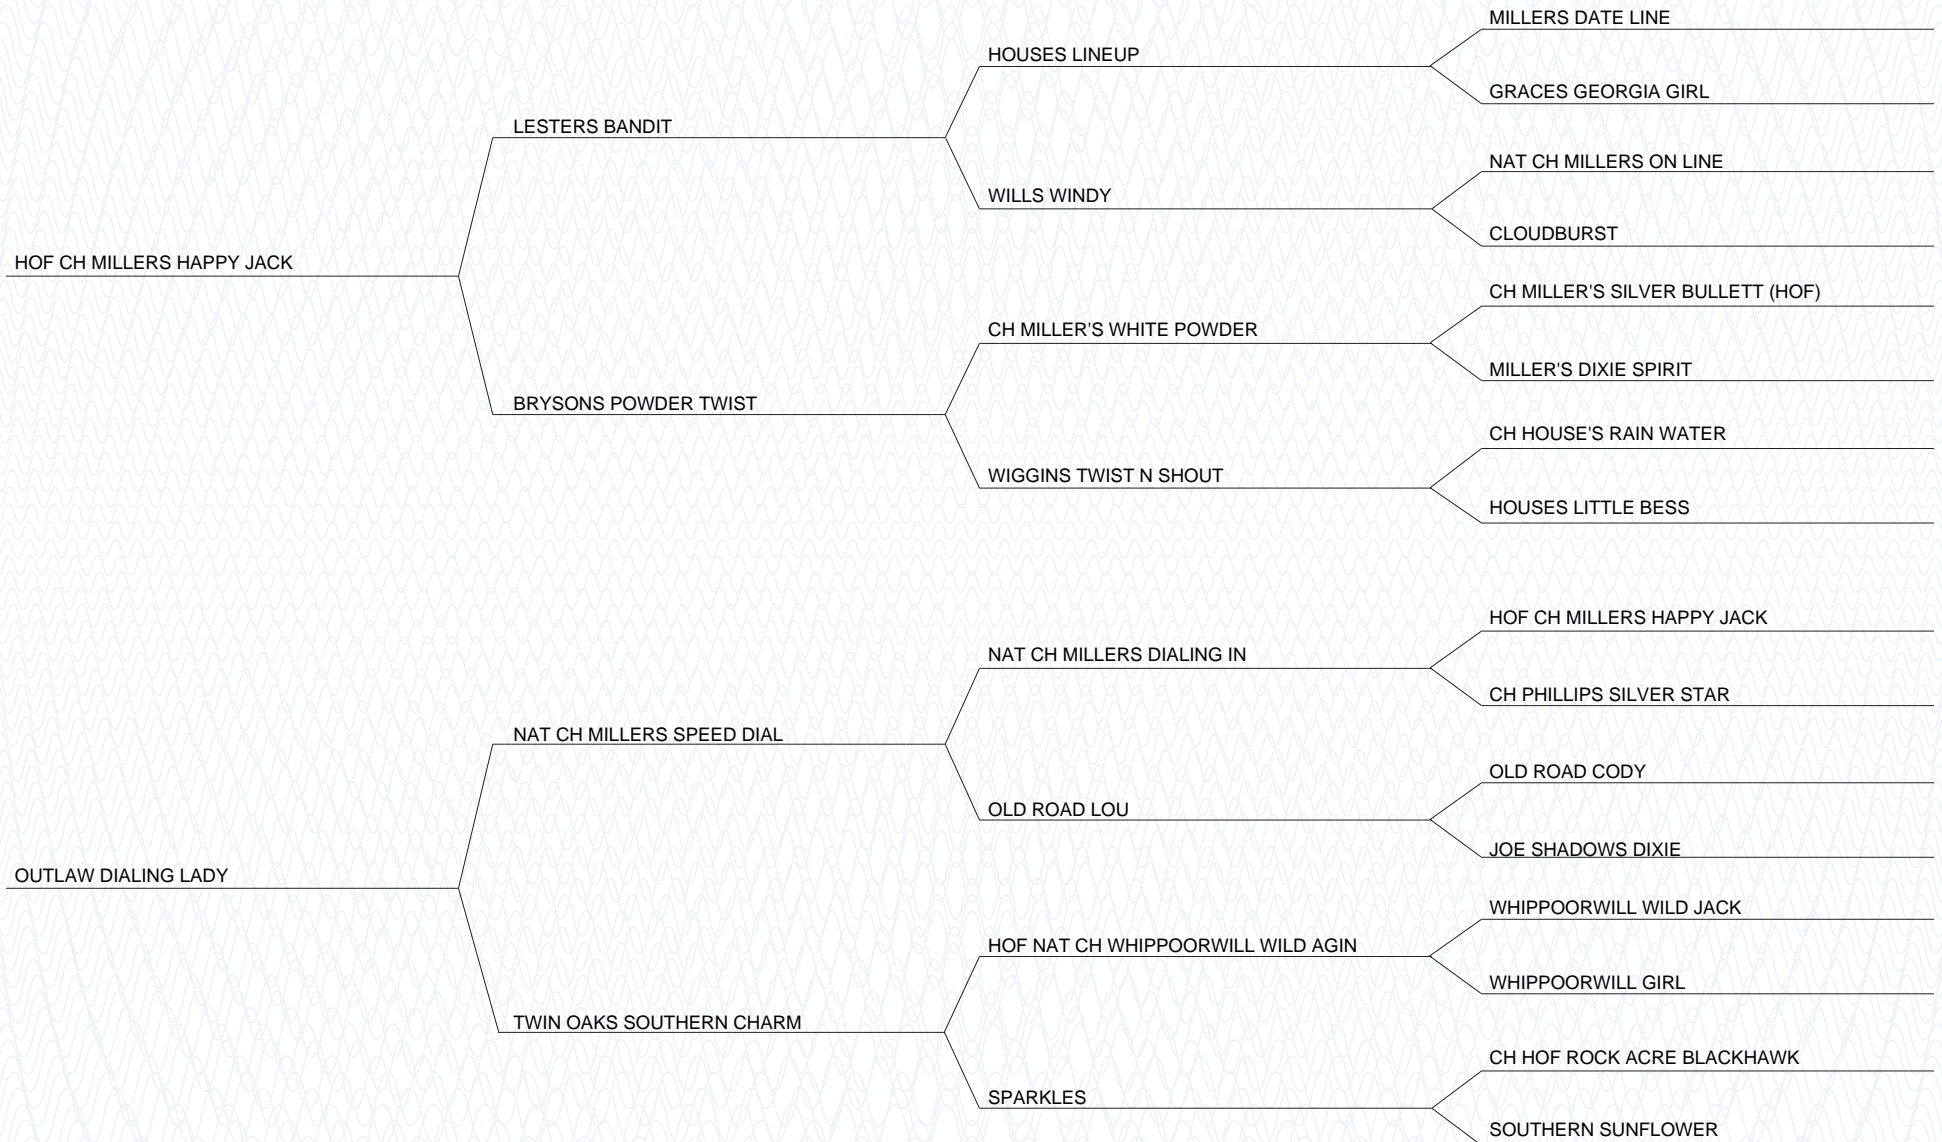 MILLERS DATE LINE
HOUSES LINEUP
GRACES GEORGIA GIRL
LESTERS BANDIT
NAT CH MILLERS ON LINE
WILLS WINDY
CLOUDBURST
HOF CH MILLERS HAPPY JACK
CH MILLER'S SILVER BULLETT (HOF)
CH MILLER'S WHITE POWDER
MILLER'S DIXIE SPIRIT
BRYSONS POWDER TWIST
CH HOUSE'S RAIN WATER
WIGGINS TWIST N SHOUT
HOUSES LITTLE BESS
HOF CH MILLERS HAPPY JACK
NAT CH MILLERS DIALING IN
CH PHILLIPS SILVER STAR
NAT CH MILLERS SPEED DIAL
OLD ROAD CODY
OLD ROAD LOU
JOE SHADOWS DIXIE
OUTLAW DIALING LADY
WHIPPOORWILL WILD JACK
HOF NAT CH WHIPPOORWILL WILD AGIN
WHIPPOORWILL GIRL
TWIN OAKS SOUTHERN CHARM
CH HOF ROCK ACRE BLACKHAWK
SPARKLES
SOUTHERN SUNFLOWER